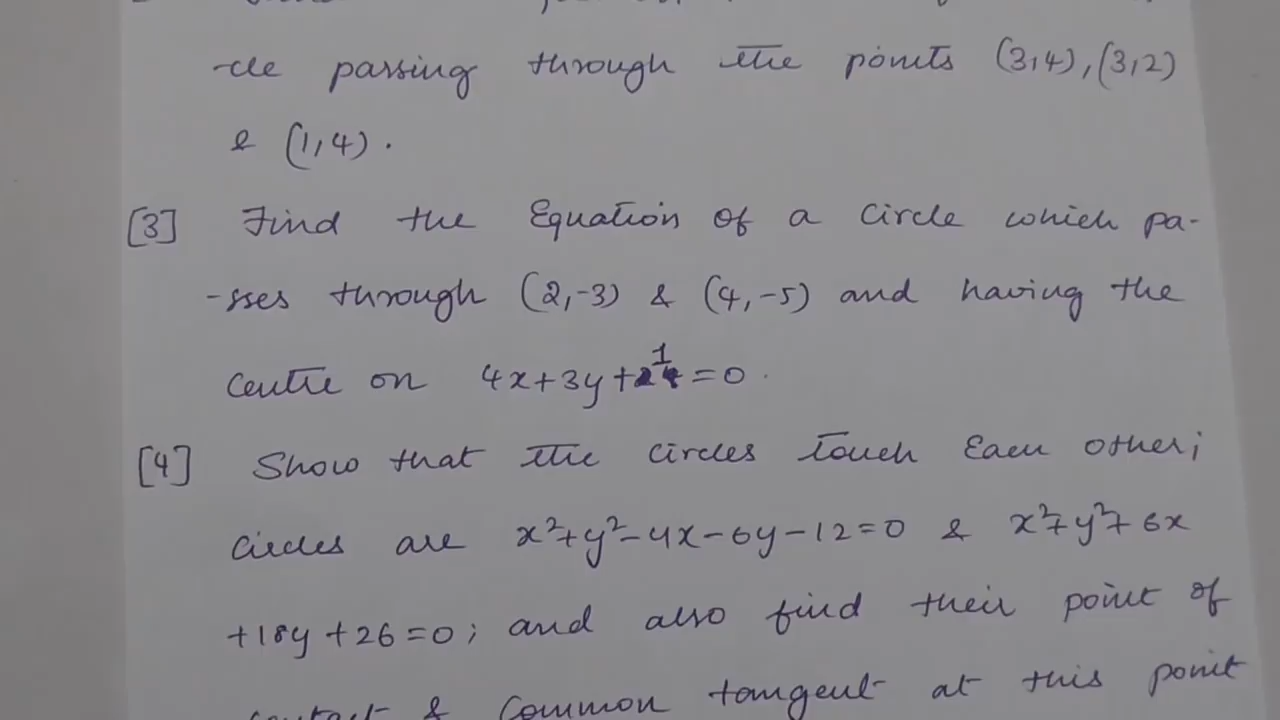 -cle passing through the points (3,4),(3,2)
& (1,4).
[3] Find the Equation of a circle which pa-
-sses through (2,-3) & (4,-5) and having the
centre on 4x+3y+1=0.
[4] Show that the circles touch Each other;
circles are x²+y²-4x-6y-12=0 & x²+y²+6x
+18y+26=0; and also find their point of
contact & common tangent at this point